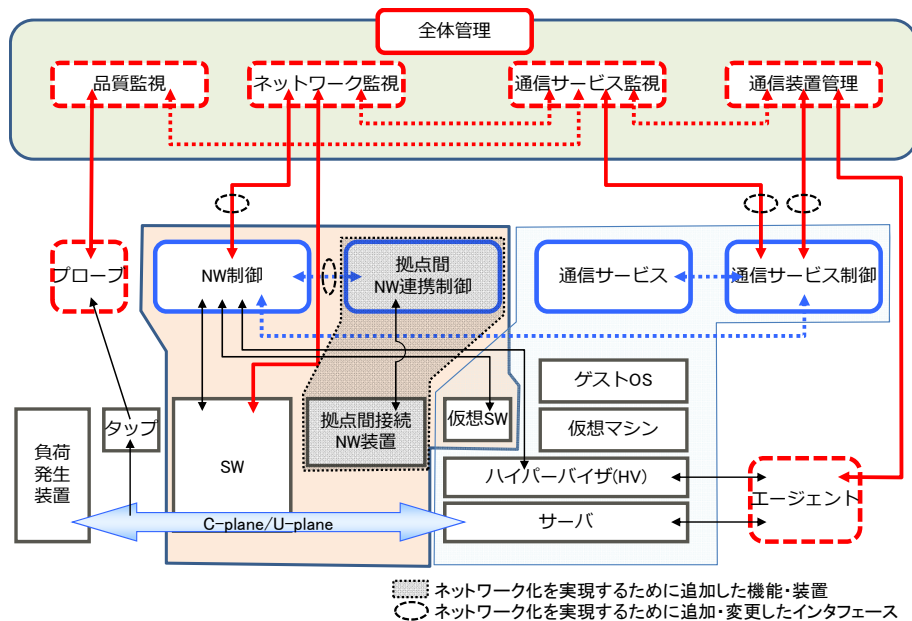 全体管理
品質監視
ネットワーク監視
通信サービス監視
通信装置管理
プローブ
NW制御
拠点間
NW連携制御
通信サービス
通信サービス制御
ゲストOS
負荷
発生
装置
タップ
SW
拠点間接続
NW装置
仮想SW
仮想マシン
ハイパーバイザ(HV)
エージェント
C-plane/U-plane
サーバ
ネットワーク化を実現するために追加した機能・装置
ネットワーク化を実現するために追加・変更したインタフェース